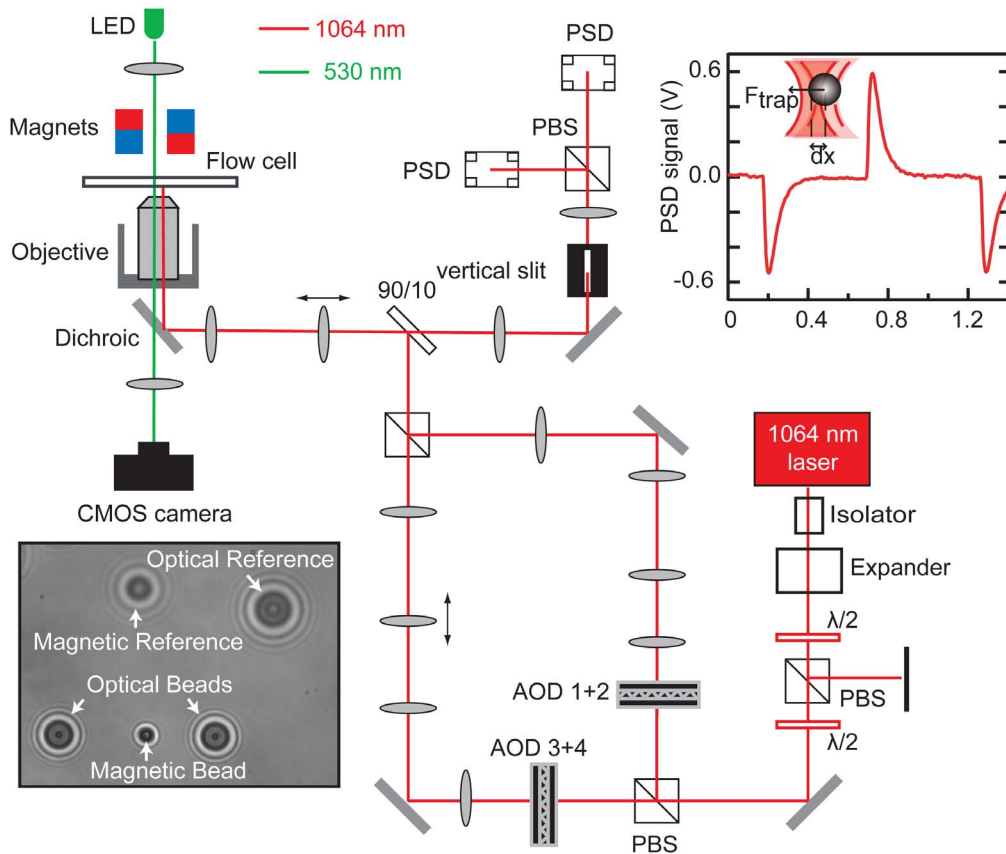 LED
1064 nm
530 nm
Magnets
Flow cell
Objective
Dichroic
CMOS camera
PSD
PBS
PSD
vertical slit
90/10
PSD signal (V)
0.6
0.0
-0.6
0
0.4
0.8
1.2
Ftrap
dx
1064 nm
laser
Isolator
Expander
λ/2
PBS
λ/2
AOD 1+2
AOD 3+4
PBS
Optical Reference
Magnetic Reference
Optical Beads
Magnetic Bead